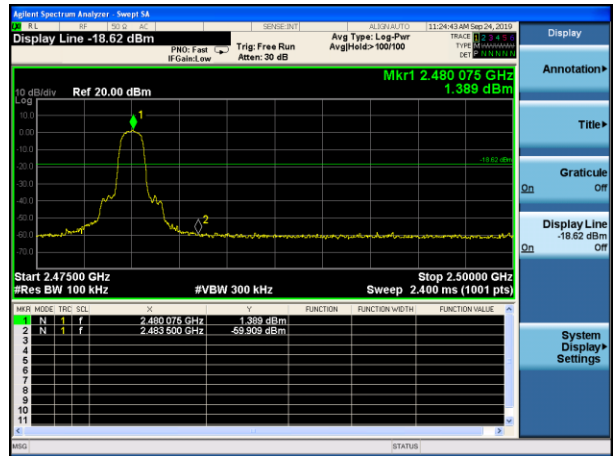 Agilent Spectrum Analyzer - Swept SA
RL RF 50 Ω AC SENSE:INT ALIGN AUTO 11:24:43 AM Sep 24, 2019
Display Line -18.62 dBm
PNO: Fast
IFGain:Low
Trig: Free Run
Atten: 30 dB
Avg Type: Log-Pwr
Avg|Hold:>100/100
TRACE 1 2 3 4 5 6
TYPE M
DET P N N N N N
Mkr1 2.480 075 GHz
1.389 dBm
10 dB/div Ref 20.00 dBm
Log
10.0
0.00
-10.0
-20.0
-30.0
-40.0
-50.0
-60.0
-70.0
1
2
-18.62 dBm
Start 2.47500 GHz Stop 2.50000 GHz
#Res BW 100 kHz #VBW 300 kHz Sweep 2.400 ms (1001 pts)
MKR MODE TRC SCL X Y FUNCTION FUNCTION WIDTH FUNCTION VALUE
1 N 1 f 2.480 075 GHz 1.389 dBm
2 N 1 f 2.483 500 GHz -59.909 dBm
3
4
5
6
7
8
9
10
11
MSG STATUS
Display
Annotation
Title
Graticule
On Off
Display Line
-18.62 dBm
On Off
System
Display
Settings